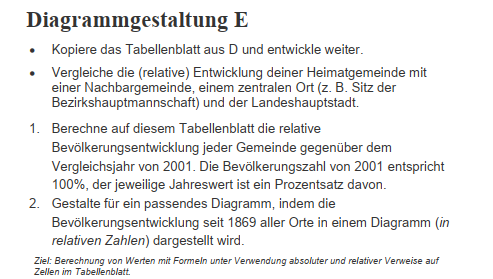 Diagrammgestaltung E
• Kopiere das Tabellenblatt aus D und entwickle weiter.
• Vergleiche die (relative) Entwicklung deiner Heimatgemeinde mit
einer Nachbargemeinde, einem zentralen Ort (z. B. Sitz der
Bezirkshauptmannschaft) und der Landeshauptstadt.
1. Berechne auf diesem Tabellenblatt die relative
Bevölkerungsentwicklung jeder Gemeinde gegenüber dem
Vergleichsjahr von 2001. Die Bevölkerungszahl von 2001 entspricht
100%, der jeweilige Jahreswert ist ein Prozentsatz davon.
2. Gestalte für ein passendes Diagramm, indem die
Bevölkerungsentwicklung seit 1869 aller Orte in einem Diagramm (in
relativen Zahlen) dargestellt wird.
Ziel: Berechnung von Werten mit Formeln unter Verwendung absoluter und relativer Verweise auf
Zellen im Tabellenblatt.